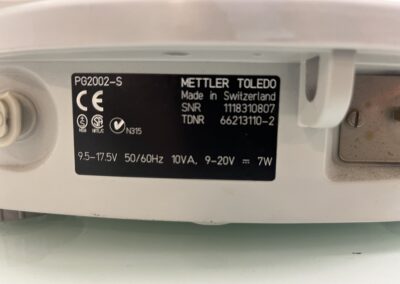 PG2002-S
METTLER TOLEDO
Made in Switzerland
SNR 1118310807
TDNR 66213110-2
CE
N315
9.5-17.5V 50/60Hz 10VA, 9-20V ⎓ 7W